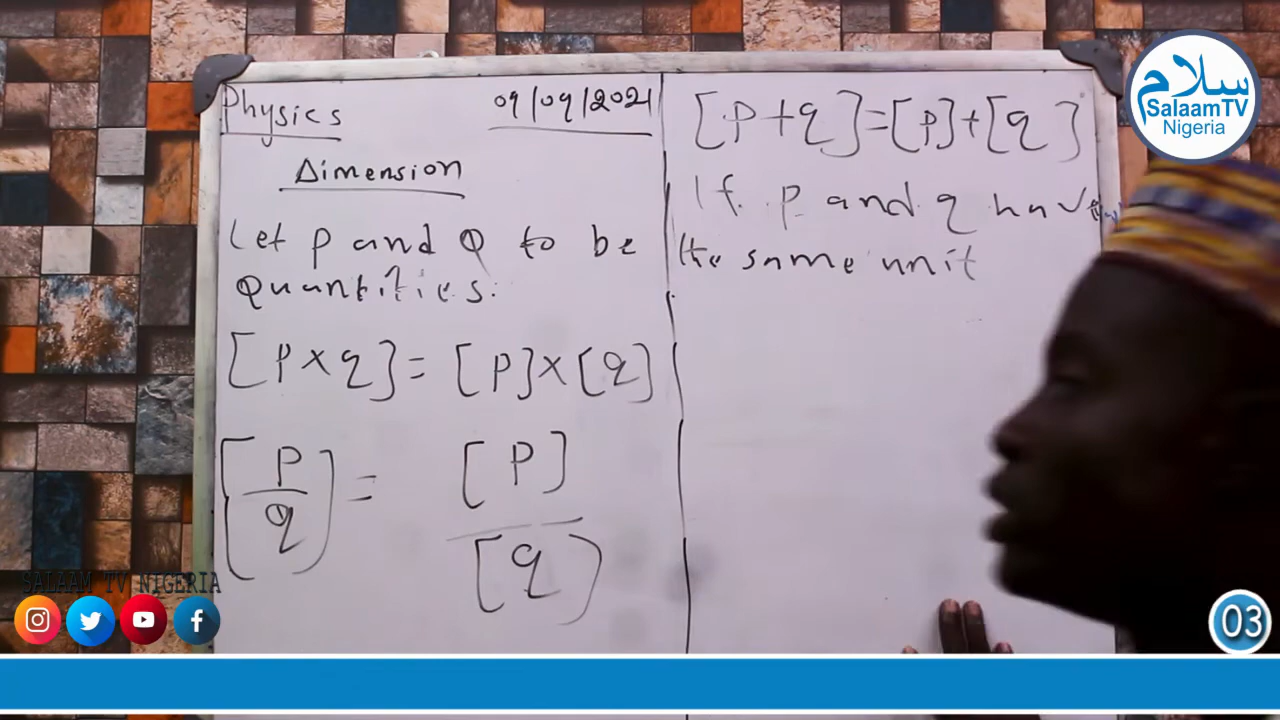 Physics
09/09/2021
Dimension
Let p and Q to be
quantities:
[p x q] = [p] x [q]
[p/q] = [p]/[q]
[p+q] = [p] + [q]
If p and q have
the same unit
سلام
SalaamTV
Nigeria
SALAAM TV NIGERIA
03